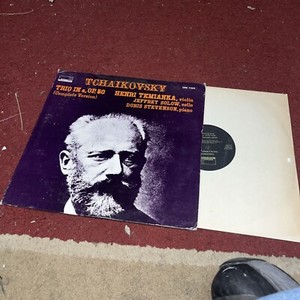 TCHAIKOVSKY
TRIO IN a, OP. 50
(Complete Version)
HENRI TEMIANKA, violin
JEFFREY SOLOW, cello
DORIS STEVENSON, piano